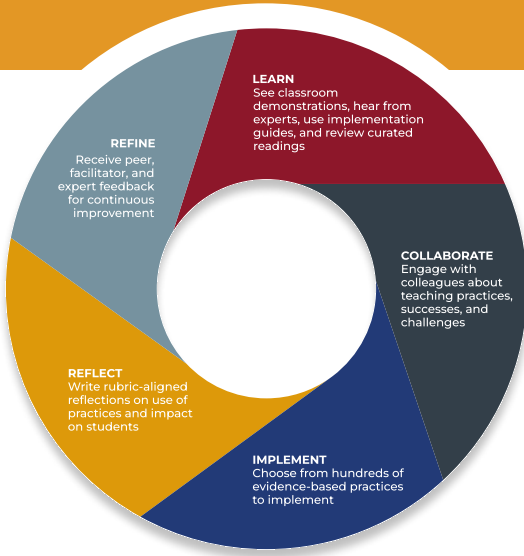 LEARN
See classroom
demonstrations, hear from
experts, use implementation
guides, and review curated
readings
COLLABORATE
Engage with
colleagues about
teaching practices,
successes, and
challenges
IMPLEMENT
Choose from hundreds of
evidence-based practices
to implement
REFLECT
Write rubric-aligned
reflections on use of
practices and impact
on students
REFINE
Receive peer,
facilitator, and
expert feedback
for continuous
improvement